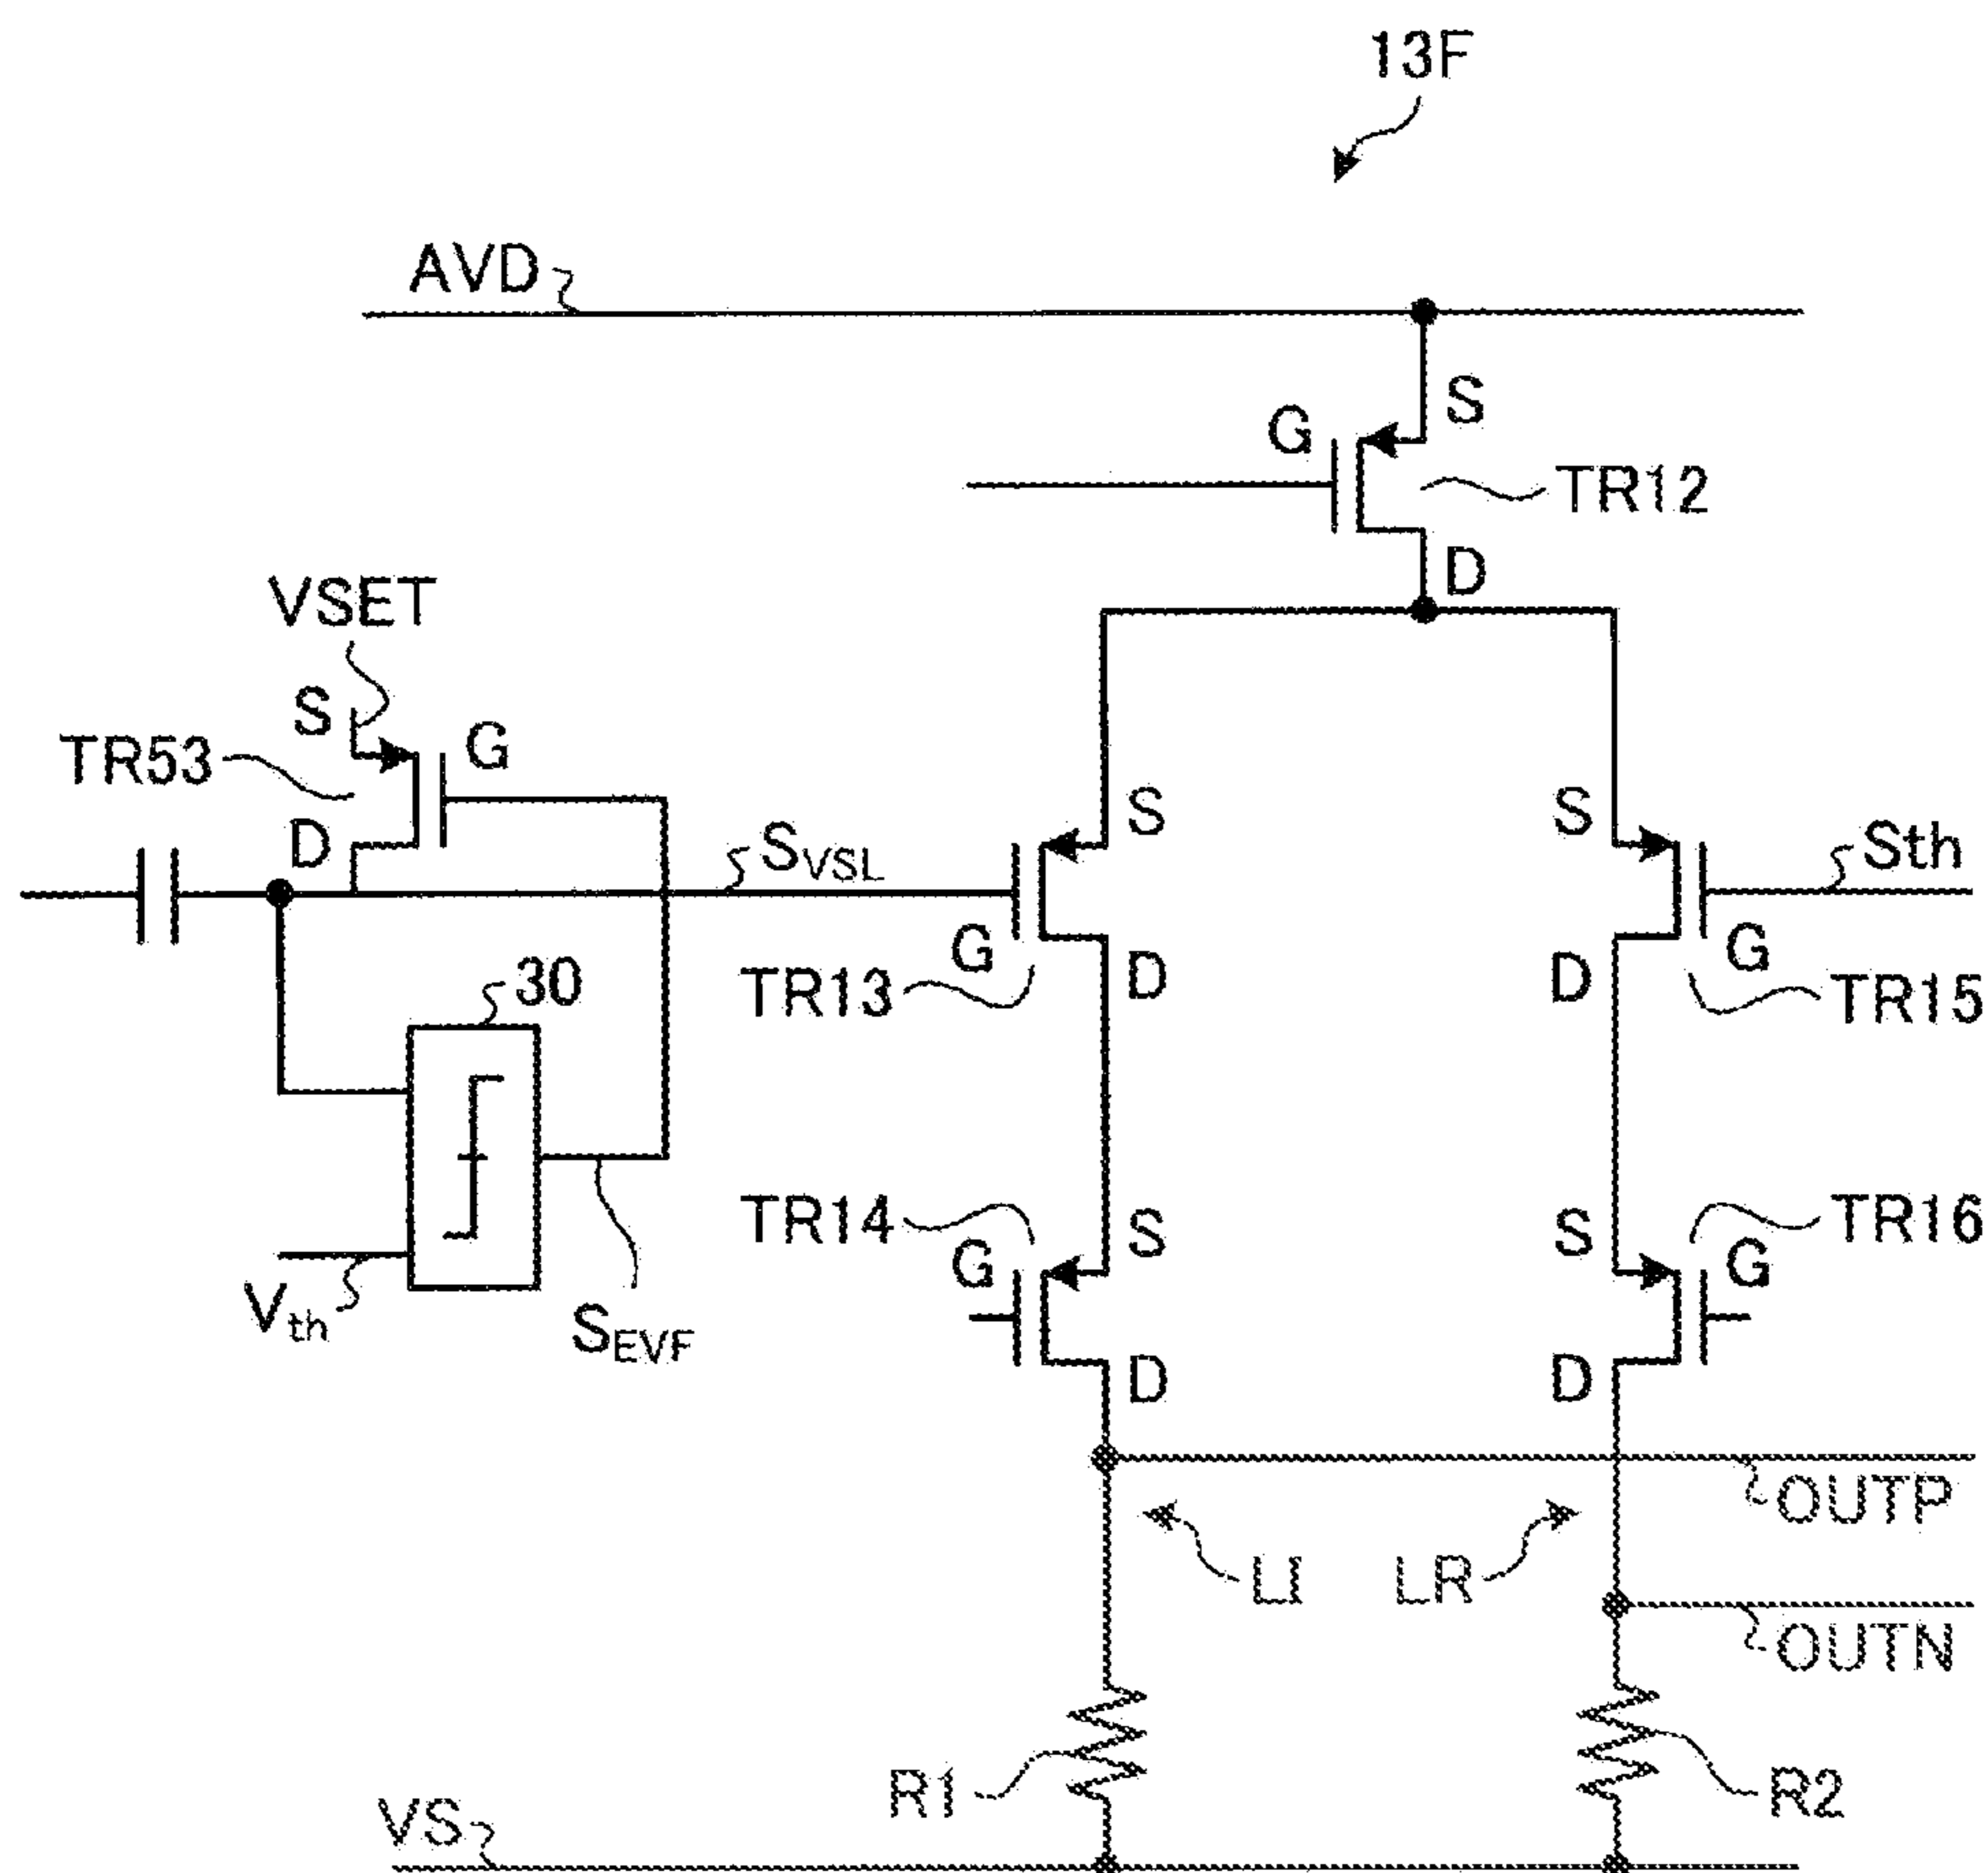 13F
AVD
G
S
TR12
D
VSET
S
G
TR53
D
SVSL
S
S
Sth
G
D
D
G
TR13
TR15
30
TR14
S
S
TR16
G
G
Vth
SEVF
D
D
OUTP
LI
LR
OUTN
R1
R2
VS